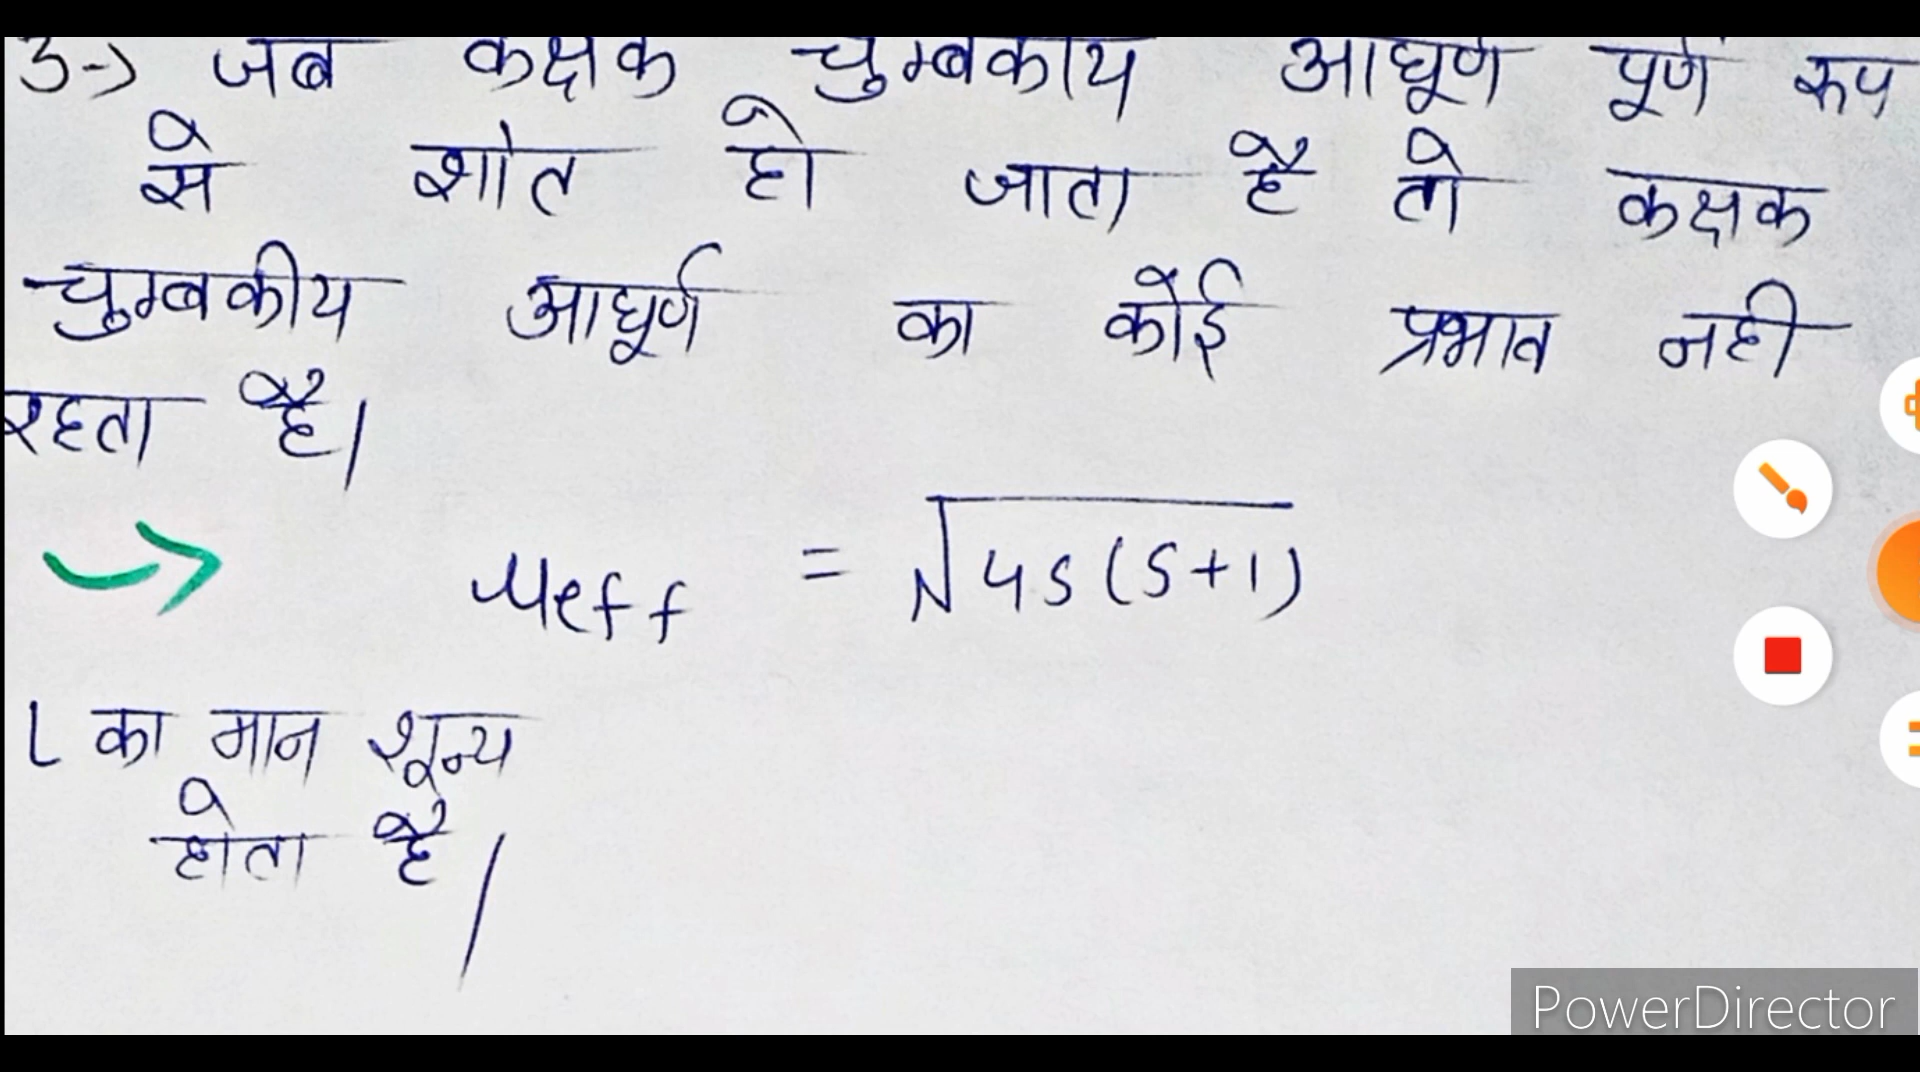 3-> जब कक्षक चुम्बकीय आघूर्ण पूर्ण रूप
से शांत हो जाता है तो कक्षक
चुम्बकीय आघूर्ण का कोई प्रभाव नही
रहता है।
μeff = √4s(s+1)
L का मान शून्य
होता है।
PowerDirector